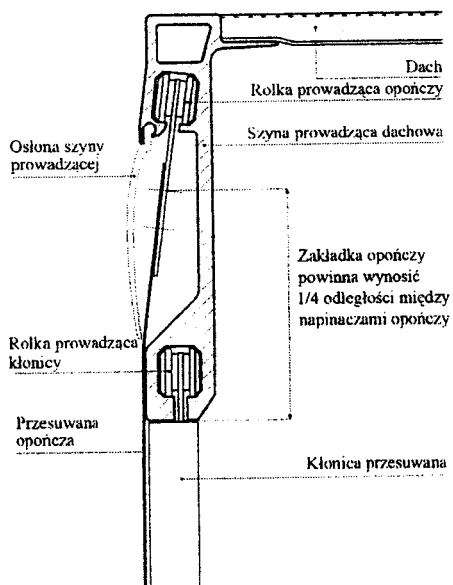 Dach
Rolka prowadząca opończy
Szyna prowadząca dachowa
Osłona szyny
prowadzącej
Zakładka opończy
powinna wynosić
1/4 odległości między
napinaczami opończy
Rolka prowadząca
kłonicy
Przesuwana
opończa
Kłonica przesuwana